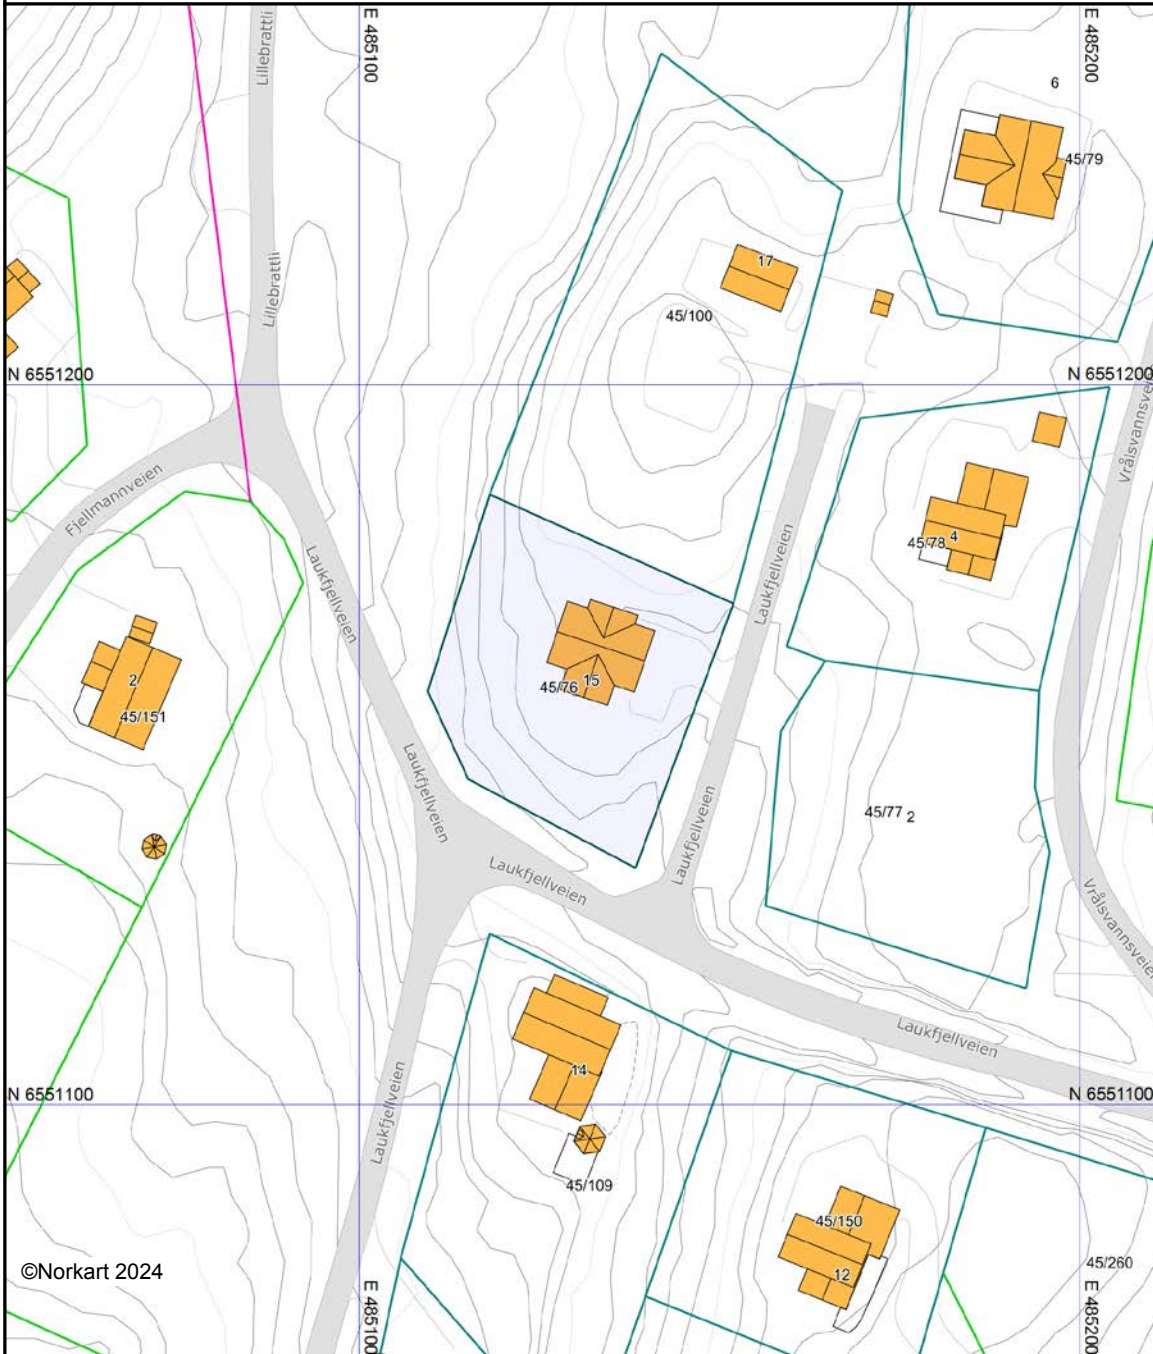 E 485100
E 485200
Lillebrattli
6
45/79
Lillebrattli
17
45/100
N 6551200
N 6551200
Vrålsvannsvei
Fjellmannveien
45/78
4
Laukfjellveien
Laukfjellveien
2
45/151
45/76
15
Laukfjellveien
Laukfjellveien
45/77
2
Laukfjellveien
Vrålsvannsveien
Laukfjellveien
14
N 6551100
N 6551100
Laukfjellveien
45/109
45/150
12
45/260
©Norkart 2024
E 485100
E 485200